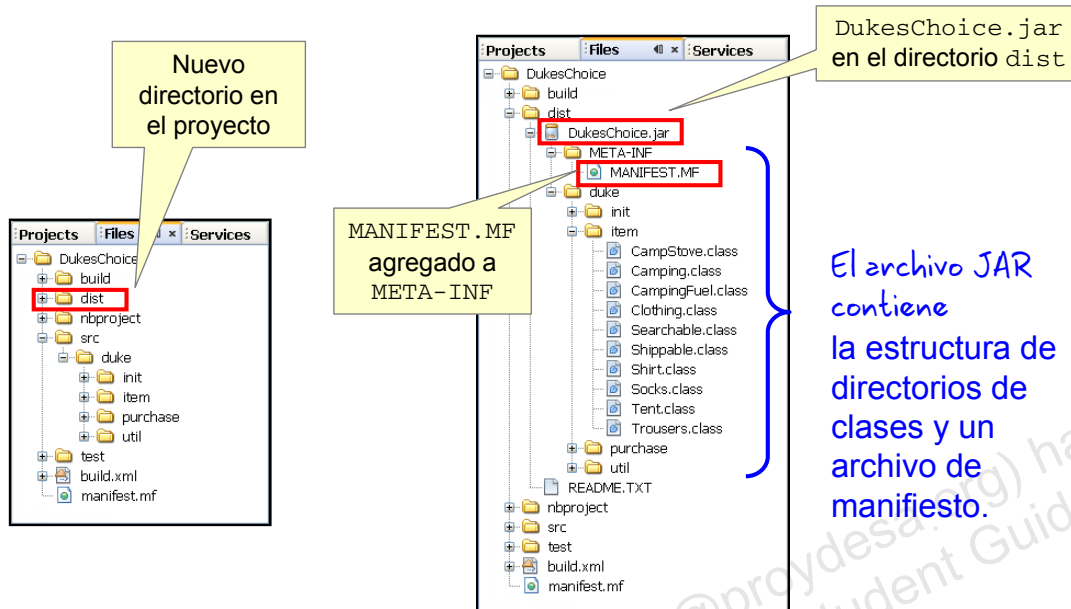 Nuevo
directorio en
el proyecto
Projects Files Services
DukesChoice
build
dist
nbproject
src
duke
init
item
purchase
util
test
build.xml
manifest.mf
DukesChoice.jar
en el directorio dist
Projects Files Services
DukesChoice
build
dist
DukesChoice.jar
META-INF
MANIFEST.MF
duke
init
item
CampStove.class
Camping.class
CampingFuel.class
Clothing.class
Searchable.class
Shippable.class
Shirt.class
Socks.class
Tent.class
Trousers.class
purchase
util
README.TXT
nbproject
src
test
build.xml
manifest.mf
MANIFEST.MF
agregado a
META-INF
El archivo JAR
contiene
la estructura de
directorios de
clases y un
archivo de
manifiesto.